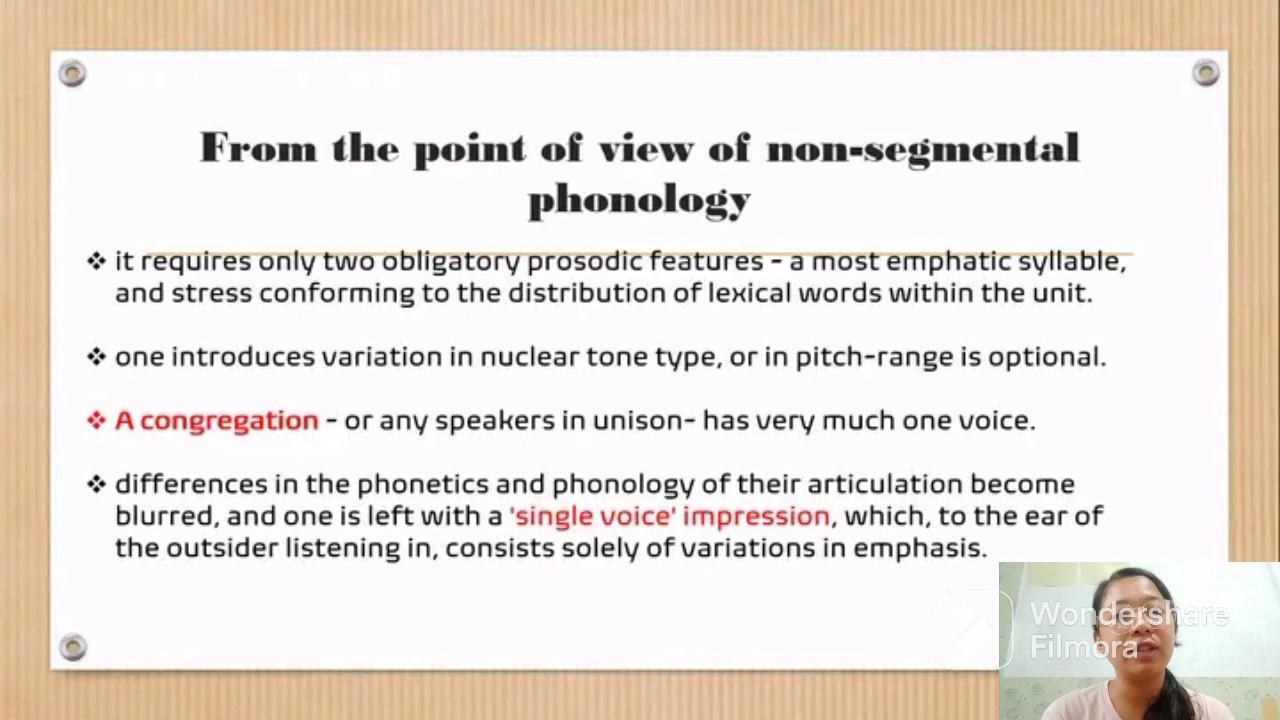 From the point of view of non-segmental
phonology
❖ it requires only two obligatory prosodic features - a most emphatic syllable,
and stress conforming to the distribution of lexical words within the unit.
❖ one introduces variation in nuclear tone type, or in pitch-range is optional.
❖ A congregation - or any speakers in unison- has very much one voice.
❖ differences in the phonetics and phonology of their articulation become
blurred, and one is left with a 'single voice' impression, which, to the ear of
the outsider listening in, consists solely of variations in emphasis.
Wondershare
Filmora